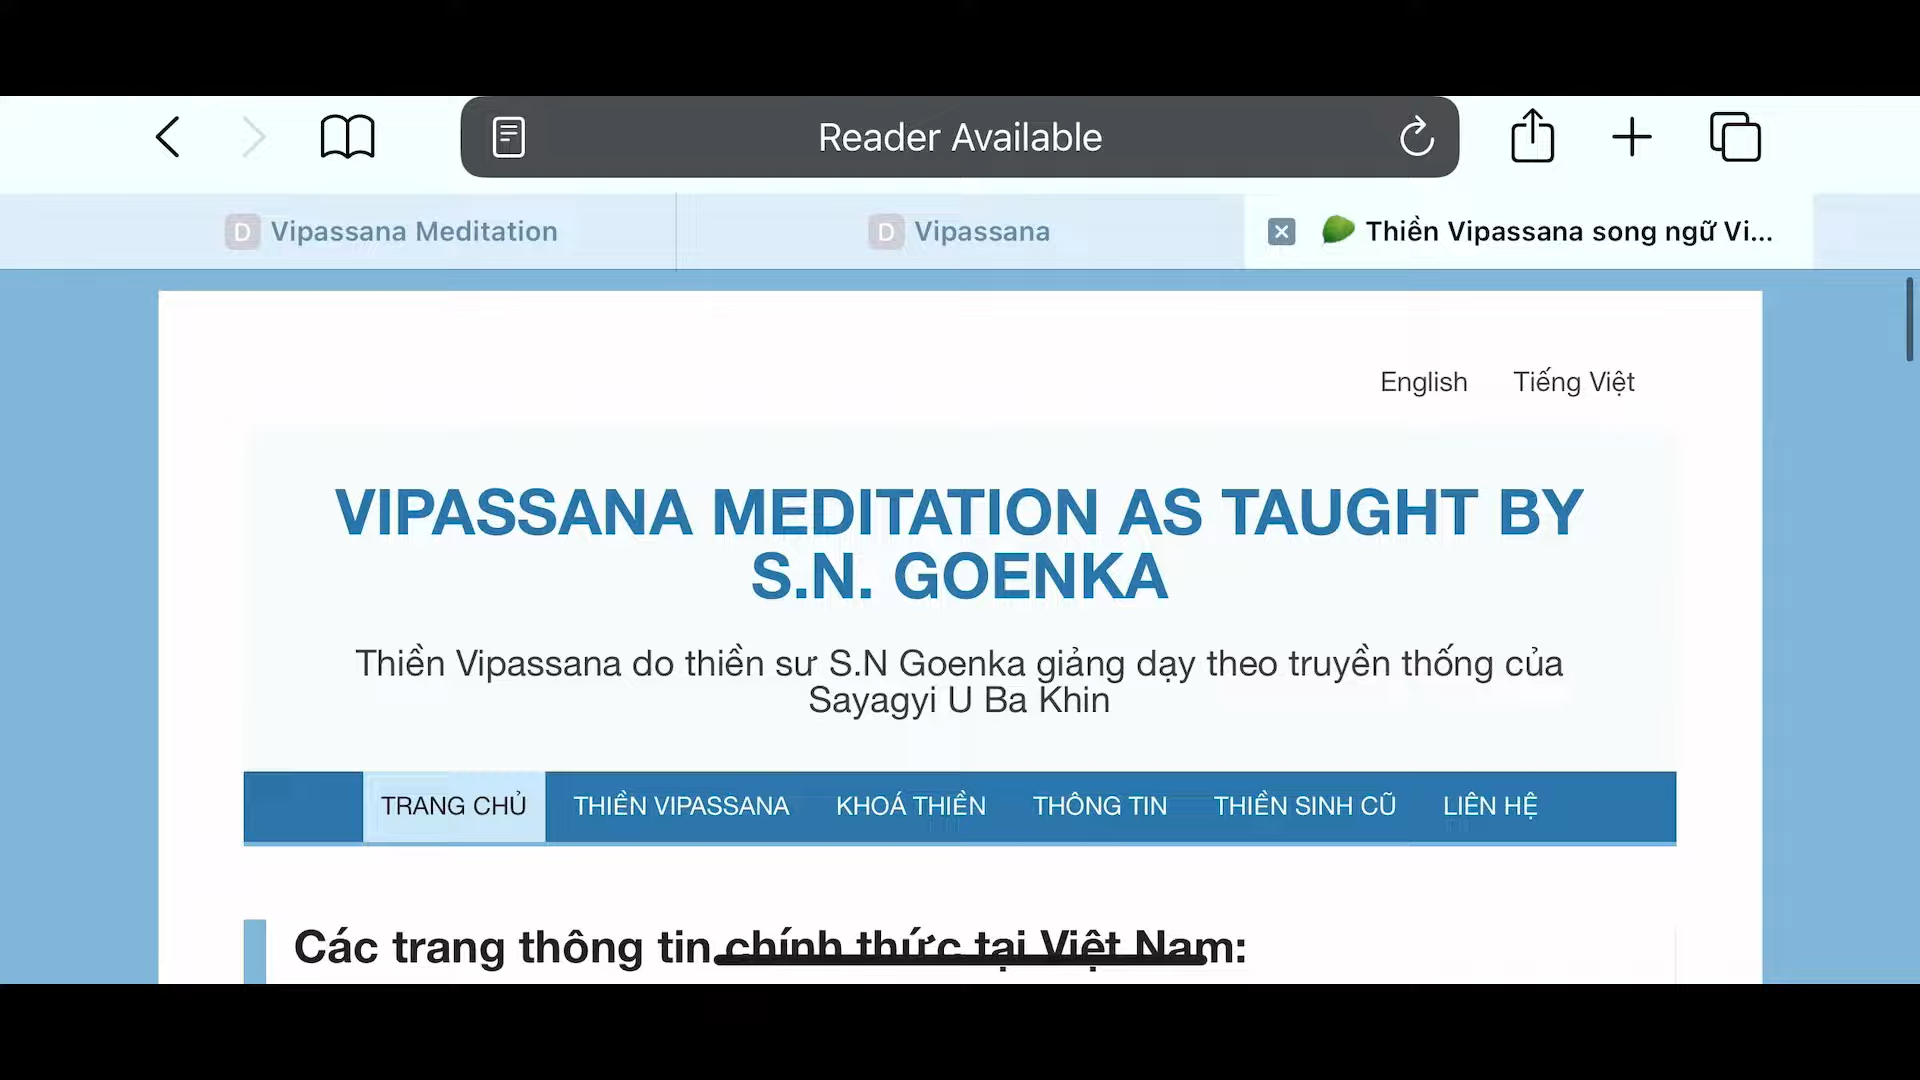 Reader Available
D Vipassana Meditation
D Vipassana
Thiền Vipassana song ngữ Vi...
English Tiếng Việt
VIPASSANA MEDITATION AS TAUGHT BY
S.N. GOENKA
Thiền Vipassana do thiền sư S.N Goenka giảng dạy theo truyền thống của
Sayagyi U Ba Khin
TRANG CHỦ THIỀN VIPASSANA KHOÁ THIỀN THÔNG TIN THIỀN SINH CŨ LIÊN HỆ
Các trang thông tin chính thức tại Việt Nam: